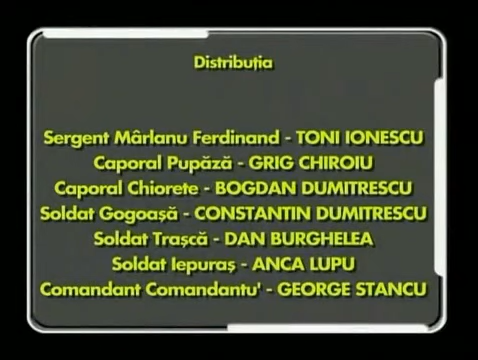 Distribuția
Sergent Mârlanu Ferdinand - TONI IONESCU
Caporal Pupăză - GRIG CHIROIU
Caporal Chiorete - BOGDAN DUMITRESCU
Soldat Gogoașă - CONSTANTIN DUMITRESCU
Soldat Trașcă - DAN BURGHELEA
Soldat Iepuraș - ANCA LUPU
Comandant Comandantu' - GEORGE STANCU